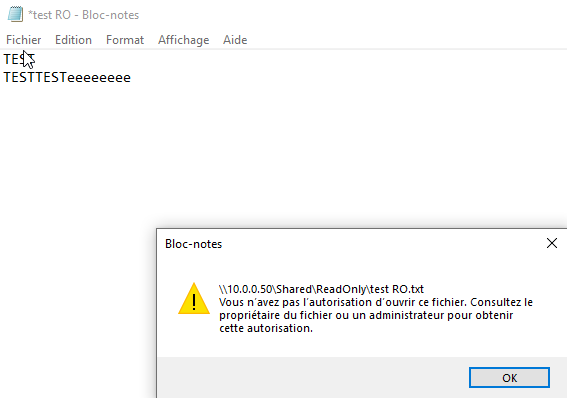 *test RO - Bloc-notes
Fichier Edition Format Affichage Aide
TEST
TESTTESTeeeeeeee
Bloc-notes
\\10.0.0.50\Shared\ReadOnly\test RO.txt
Vous n'avez pas l'autorisation d'ouvrir ce fichier. Consultez le
propriétaire du fichier ou un administrateur pour obtenir
cette autorisation.
OK